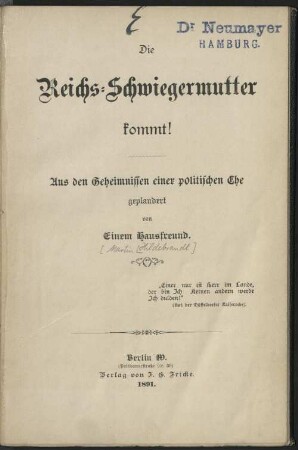 Dr Neumayer
HAMBURG.
Die
Reichs-Schwiegermutter
kommt!
Aus den Geheimnissen einer politischen Ehe
geplaudert
von
Einem Hausfreund.
[Martin Hildebrandt]
„Einer nur ist Herr im Lande,
der bin Ich Keinen andern werde
Ich dulden!"
Berlin W.
Verlag von J. H. Fricke.
1891.